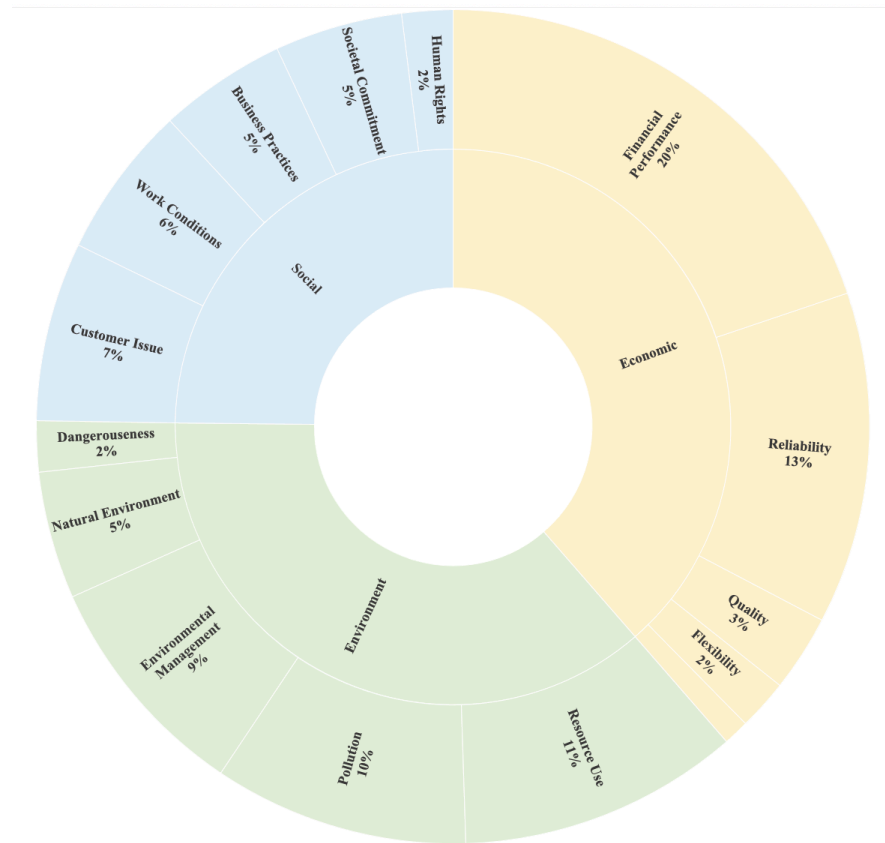 Human Rights
2%
Societal Commitment
5%
Business Practices
5%
Work Conditions
6%
Customer Issue
7%
Social
Financial
Performance
20%
Economic
Reliability
13%
Quality
3%
Flexibility
2%
Dangerouseness
2%
Natural Environment
5%
Environmental
Management
9%
Environment
Pollution
10%
Resource Use
11%